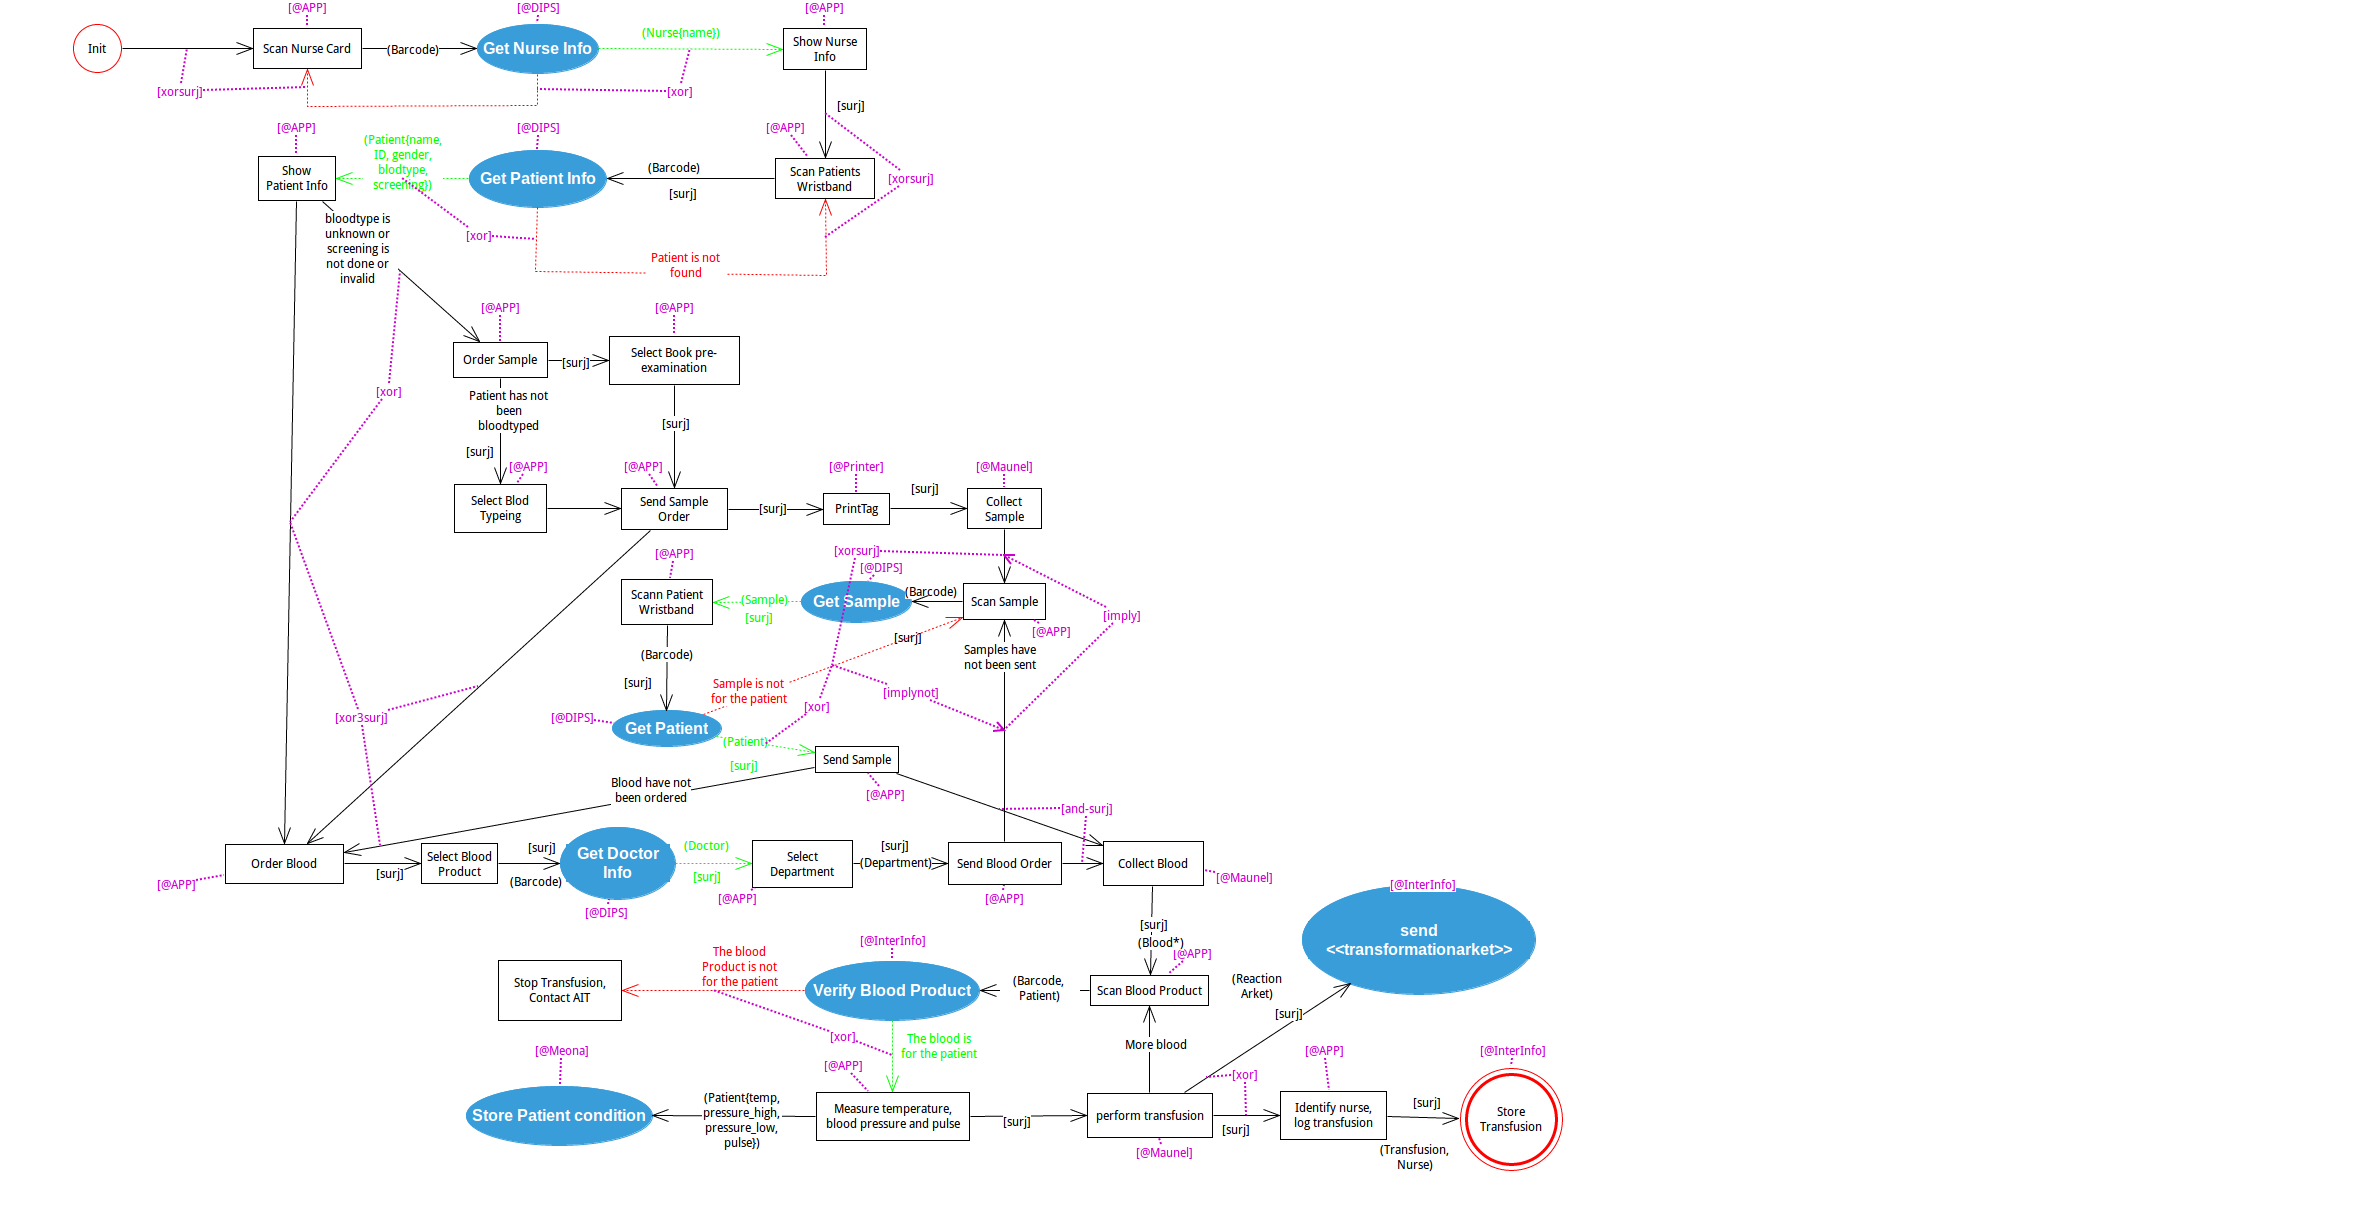 [@APP]
[@DIPS]
[@APP]
Init
Scan Nurse Card
(Barcode)
Get Nurse Info
(Nurse{name})
Show Nurse
Info
[xorsurj]
[xor]
[surj]
[@APP]
(Patient{name,
ID, gender,
blodtype,
screening})
[@DIPS]
[@APP]
Show
Patient Info
Get Patient Info
(Barcode)
[surj]
Scan Patients
Wristband
[xorsurj]
bloodtype is
unknown or
screening is
not done or
invalid
[xor]
Patient is not
found
[@APP]
[@APP]
Order Sample
[surj]
Select Book pre-
examination
[xor]
Patient has not
been
bloodtyped
[surj]
[surj]
[@APP]
[@APP]
[@Printer]
[@Maunel]
Select Blod
Typeing
Send Sample
Order
[surj]
PrintTag
[surj]
Collect
Sample
[@APP]
[xorsurj]
[@DIPS]
Scann Patient
Wristband
(Sample)
[surj]
Get Sample
(Barcode)
Scan Sample
[imply]
[@APP]
[surj]
(Barcode)
Samples have
not been sent
[surj]
Sample is not
for the patient
[implynot]
[xor]
[xor3surj]
[@DIPS]
Get Patient
(Patient)
[surj]
Send Sample
[@APP]
Blood have not
been ordered
[and-surj]
Order Blood
[@APP]
[surj]
Select Blood
Product
[surj]
(Barcode)
Get Doctor
Info
[@DIPS]
(Doctor)
[surj]
Select
Department
[@APP]
[surj]
(Department)
Send Blood Order
[@APP]
Collect Blood
[@Maunel]
[@InterInfo]
send
<<transformationarket>>
[surj]
(Blood*)
[@APP]
The blood
Product is not
for the patient
[@InterInfo]
Stop Transfusion,
Contact AIT
Verify Blood Product
(Barcode,
Patient)
Scan Blood Product
(Reaction
Arket)
[surj]
[xor]
The blood is
for the patient
More blood
[@Meona]
[@APP]
[xor]
[@APP]
[@InterInfo]
Store Patient condition
(Patient{temp,
pressure_high,
pressure_low,
pulse})
Measure temperature,
blood pressure and pulse
[surj]
perform transfusion
[@Maunel]
[surj]
Identify nurse,
log transfusion
[surj]
(Transfusion,
Nurse)
Store
Transfusion